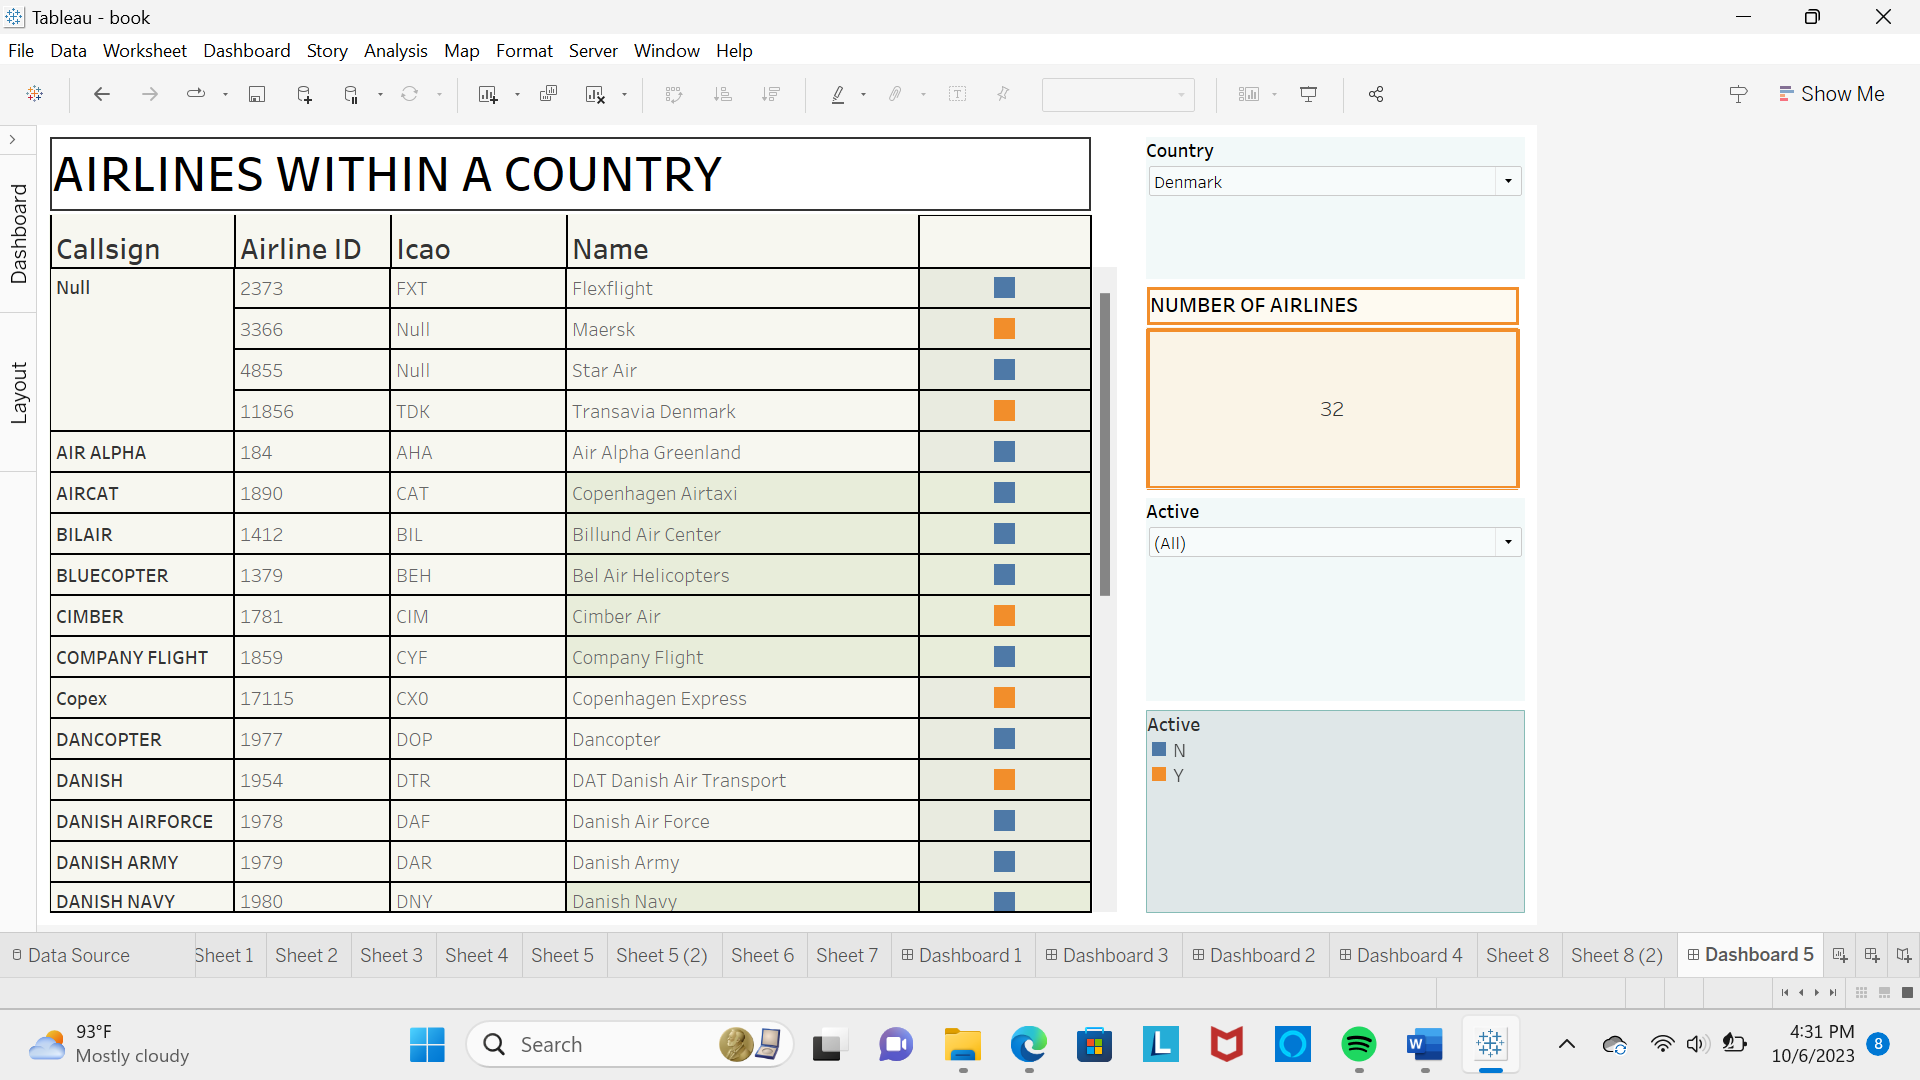 Tableau - book
File Data Worksheet Dashboard Story Analysis Map Format Server Window Help
Show Me
Dashboard
Layout
AIRLINES WITHIN A COUNTRY
Callsign Airline ID Icao Name
Null 2373 FXT Flexflight
3366 Null Maersk
4855 Null Star Air
11856 TDK Transavia Denmark
AIR ALPHA 184 AHA Air Alpha Greenland
AIRCAT 1890 CAT Copenhagen Airtaxi
BILAIR 1412 BIL Billund Air Center
BLUECOPTER 1379 BEH Bel Air Helicopters
CIMBER 1781 CIM Cimber Air
COMPANY FLIGHT 1859 CYF Company Flight
Copex 17115 CX0 Copenhagen Express
DANCOPTER 1977 DOP Dancopter
DANISH 1954 DTR DAT Danish Air Transport
DANISH AIRFORCE 1978 DAF Danish Air Force
DANISH ARMY 1979 DAR Danish Army
DANISH NAVY 1980 DNY Danish Navy
Country
Denmark
NUMBER OF AIRLINES
32
Active
(All)
Active
N
Y
Data Source Sheet 1 Sheet 2 Sheet 3 Sheet 4 Sheet 5 Sheet 5 (2) Sheet 6 Sheet 7 Dashboard 1 Dashboard 3 Dashboard 2 Dashboard 4 Sheet 8 Sheet 8 (2) Dashboard 5
93°F
Mostly cloudy
Search
L
W
4:31 PM
10/6/2023
8